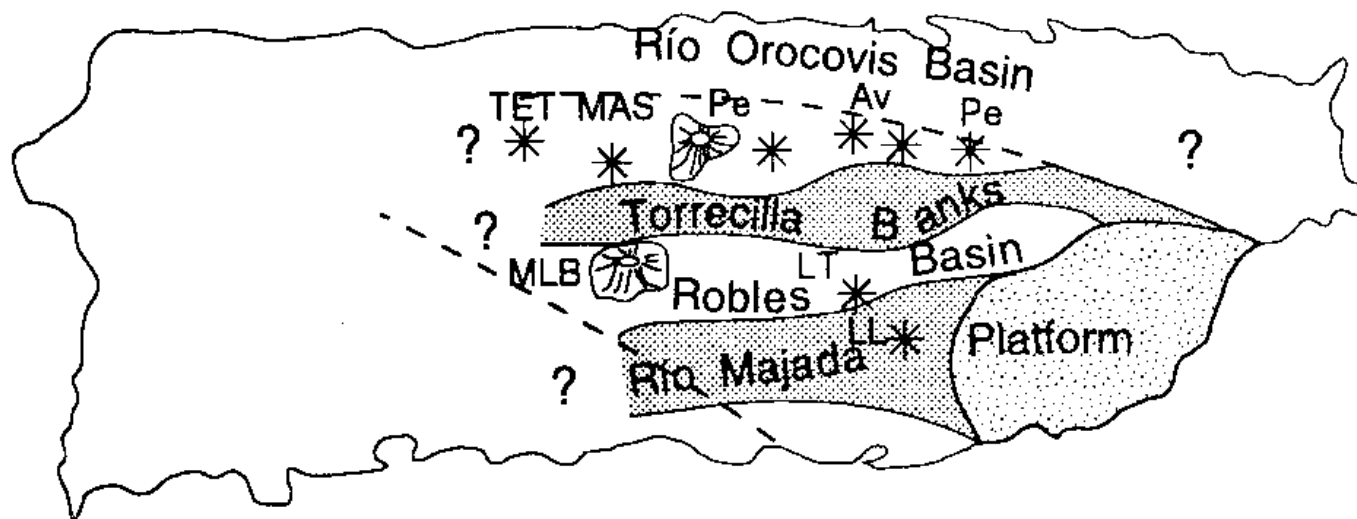 Río Orocovis Basin
TET MAS Pe Av Pe
? ?
Torrecilla Banks
?
MLB LT Basin
Robles
LL Platform
? Río Majada